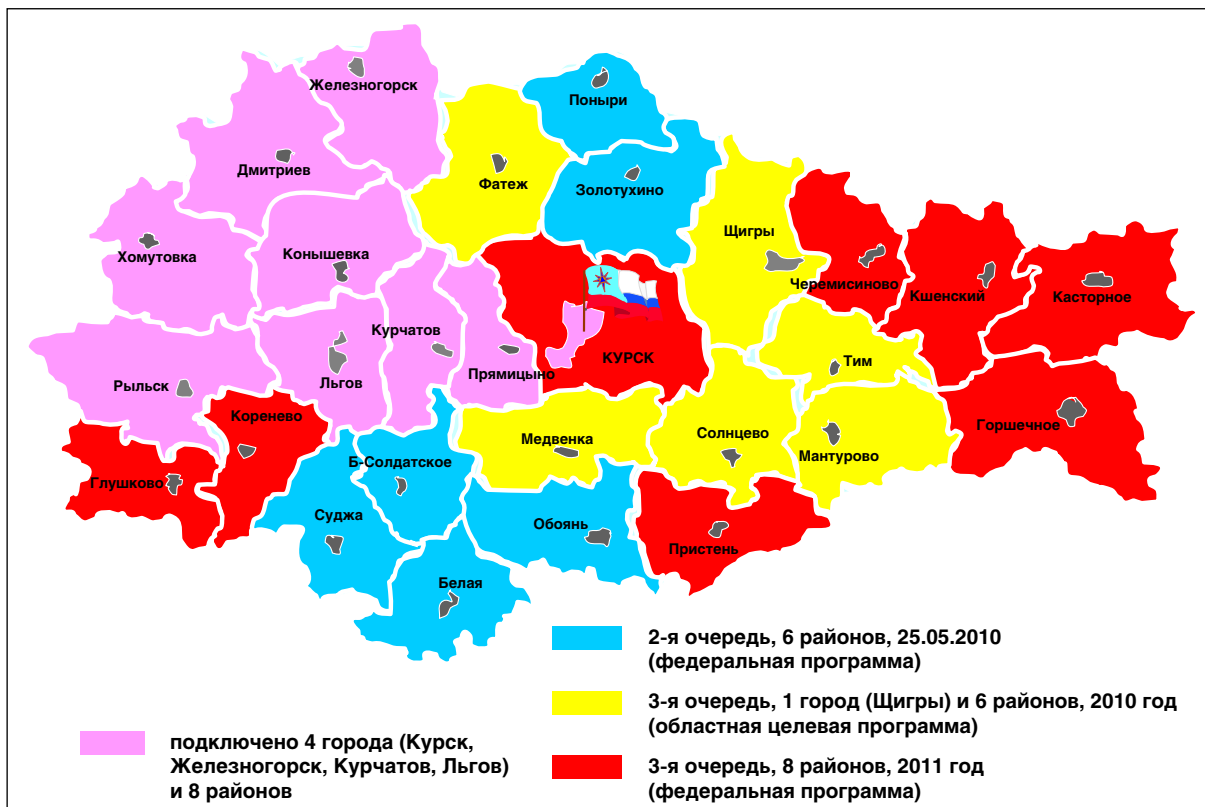 Железногорск
Поныри
Дмитриев
Фатеж
Золотухино
Хомутовка
Конышевка
Щигры
Черемисиново
Кшенский
Касторное
Курчатов
Прямицыно
КУРСК
Тим
Рыльск
Льгов
Коренево
Медвенка
Солнцево
Мантурово
Горшечное
Глушково
Б-Солдатское
Суджа
Обоянь
Пристень
Белая
2-я очередь, 6 районов, 25.05.2010
(федеральная программа)
3-я очередь, 1 город (Щигры) и 6 районов, 2010 год
(областная целевая программа)
подключено 4 города (Курск,
Железногорск, Курчатов, Льгов)
и 8 районов
3-я очередь, 8 районов, 2011 год
(федеральная программа)